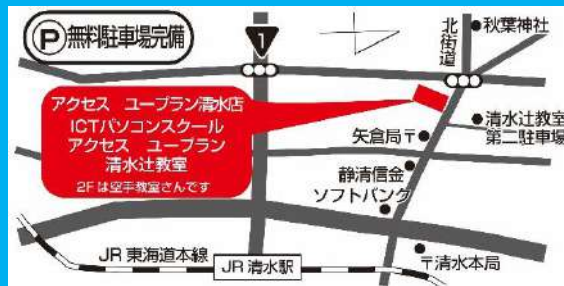 P 無料駐車場完備
1
北街道
秋葉神社
アクセス ユープラン清水店
ICTパソコンスクール
アクセス ユープラン
清水辻教室
2Fは空手教室さんです
矢倉局〒
清水辻教室
第二駐車場
静清信金
ソフトバンク
JR東海道本線
JR清水駅
〒清水本局